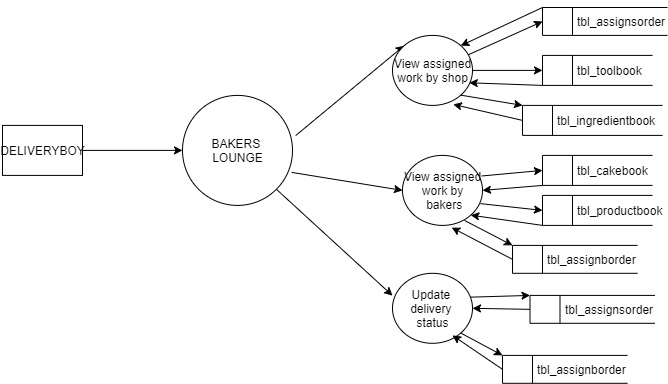 DELIVERYBOY
BAKERS
LOUNGE
View assigned
work by shop
tbl_assignsorder
tbl_toolbook
tbl_ingredientbook
View assigned
work by
bakers
tbl_cakebook
tbl_productbook
tbl_assignborder
Update
delivery
status
tbl_assignsorder
tbl_assignborder